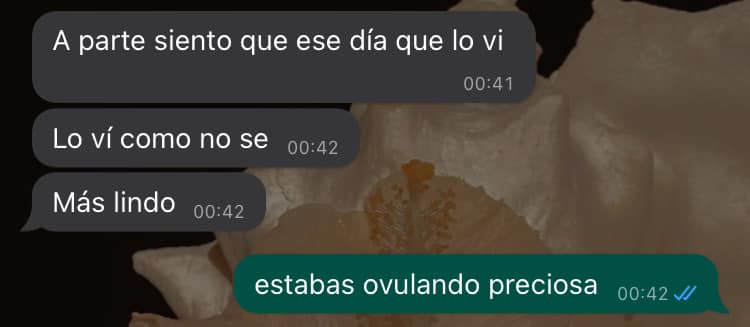 A parte siento que ese día que lo vi
00:41
Lo ví como no se 00:42
Más lindo 00:42
estabas ovulando preciosa 00:42